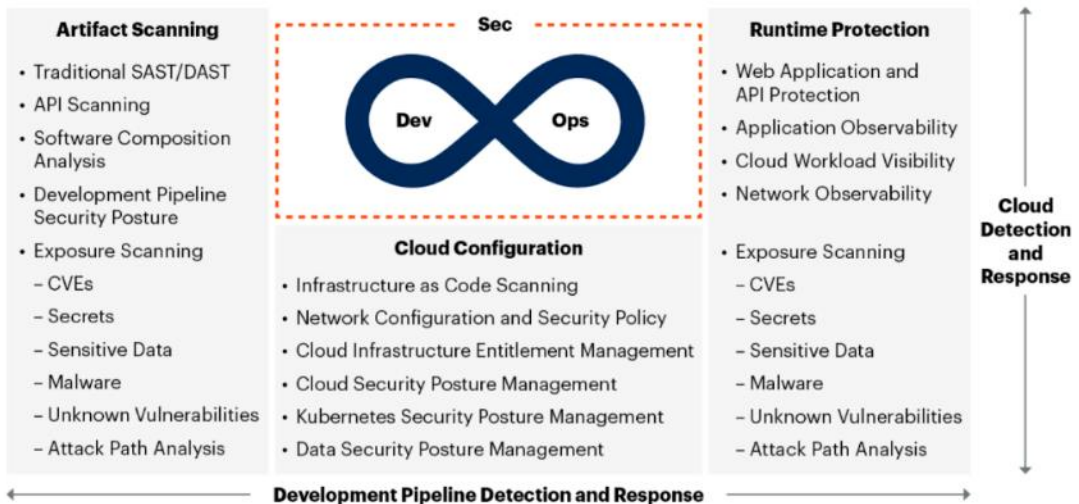 Artifact Scanning
• Traditional SAST/DAST
• API Scanning
• Software Composition
Analysis
• Development Pipeline
Security Posture
• Exposure Scanning
– CVEs
– Secrets
– Sensitive Data
– Malware
– Unknown Vulnerabilities
– Attack Path Analysis
Sec
Dev
Ops
Cloud Configuration
• Infrastructure as Code Scanning
• Network Configuration and Security Policy
• Cloud Infrastructure Entitlement Management
• Cloud Security Posture Management
• Kubernetes Security Posture Management
• Data Security Posture Management
Runtime Protection
• Web Application and
API Protection
• Application Observability
• Cloud Workload Visibility
• Network Observability
• Exposure Scanning
– CVEs
– Secrets
– Sensitive Data
– Malware
– Unknown Vulnerabilities
– Attack Path Analysis
Cloud
Detection
and
Response
Development Pipeline Detection and Response